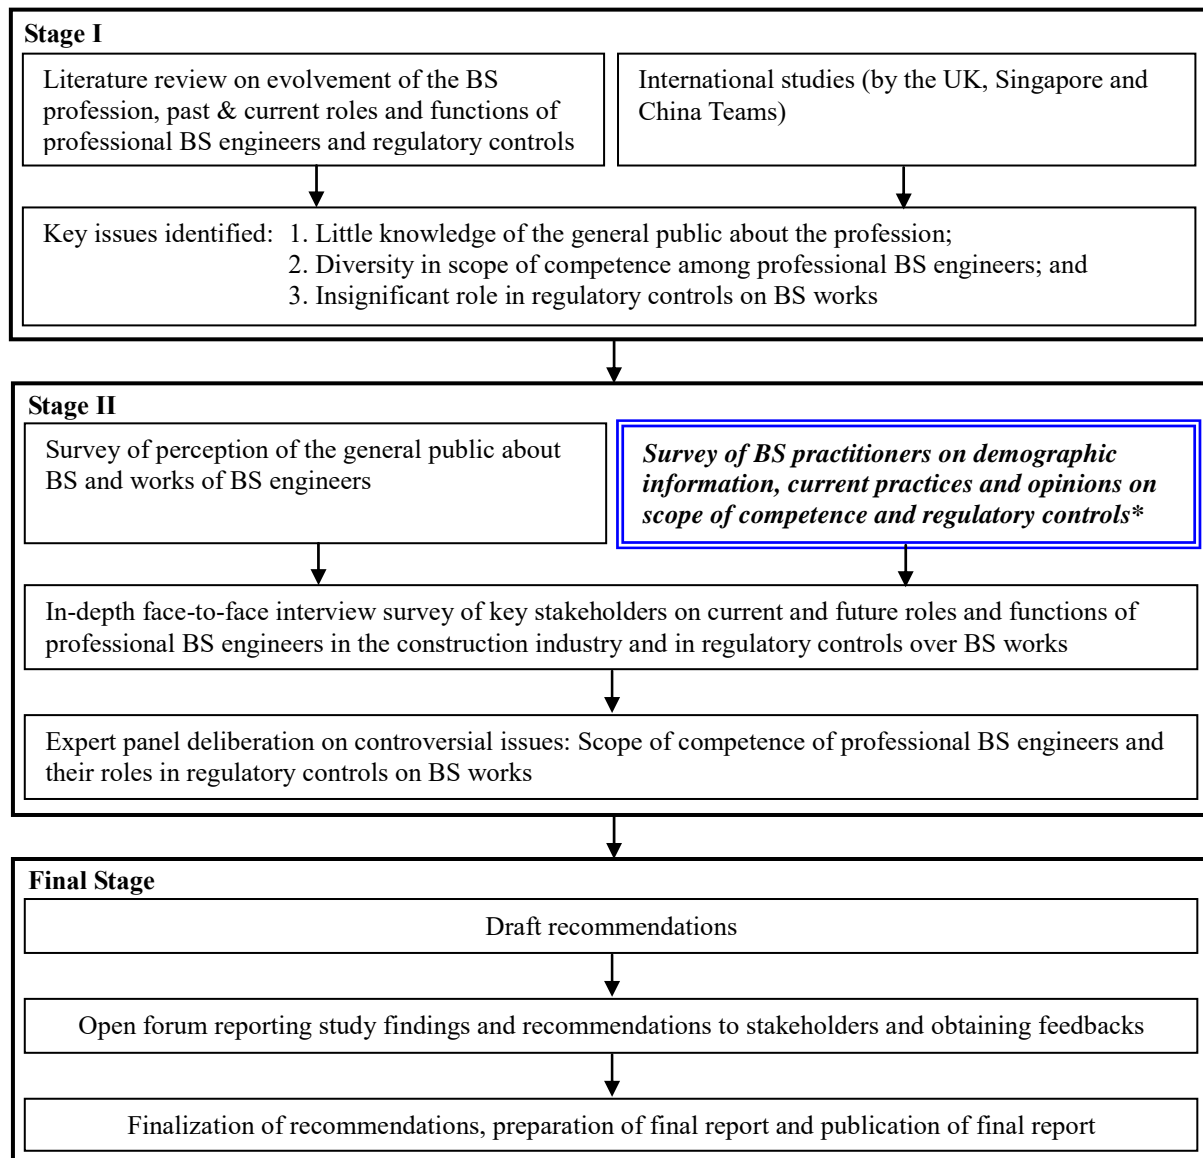 Stage I
Literature review on evolvement of the BS
profession, past & current roles and functions of
professional BS engineers and regulatory controls
International studies (by the UK, Singapore and
China Teams)
Key issues identified: 1. Little knowledge of the general public about the profession;
2. Diversity in scope of competence among professional BS engineers; and
3. Insignificant role in regulatory controls on BS works
Stage II
Survey of perception of the general public about
BS and works of BS engineers
Survey of BS practitioners on demographic
information, current practices and opinions on
scope of competence and regulatory controls*
In-depth face-to-face interview survey of key stakeholders on current and future roles and functions of
professional BS engineers in the construction industry and in regulatory controls over BS works
Expert panel deliberation on controversial issues: Scope of competence of professional BS engineers and
their roles in regulatory controls on BS works
Final Stage
Draft recommendations
Open forum reporting study findings and recommendations to stakeholders and obtaining feedbacks
Finalization of recommendations, preparation of final report and publication of final report